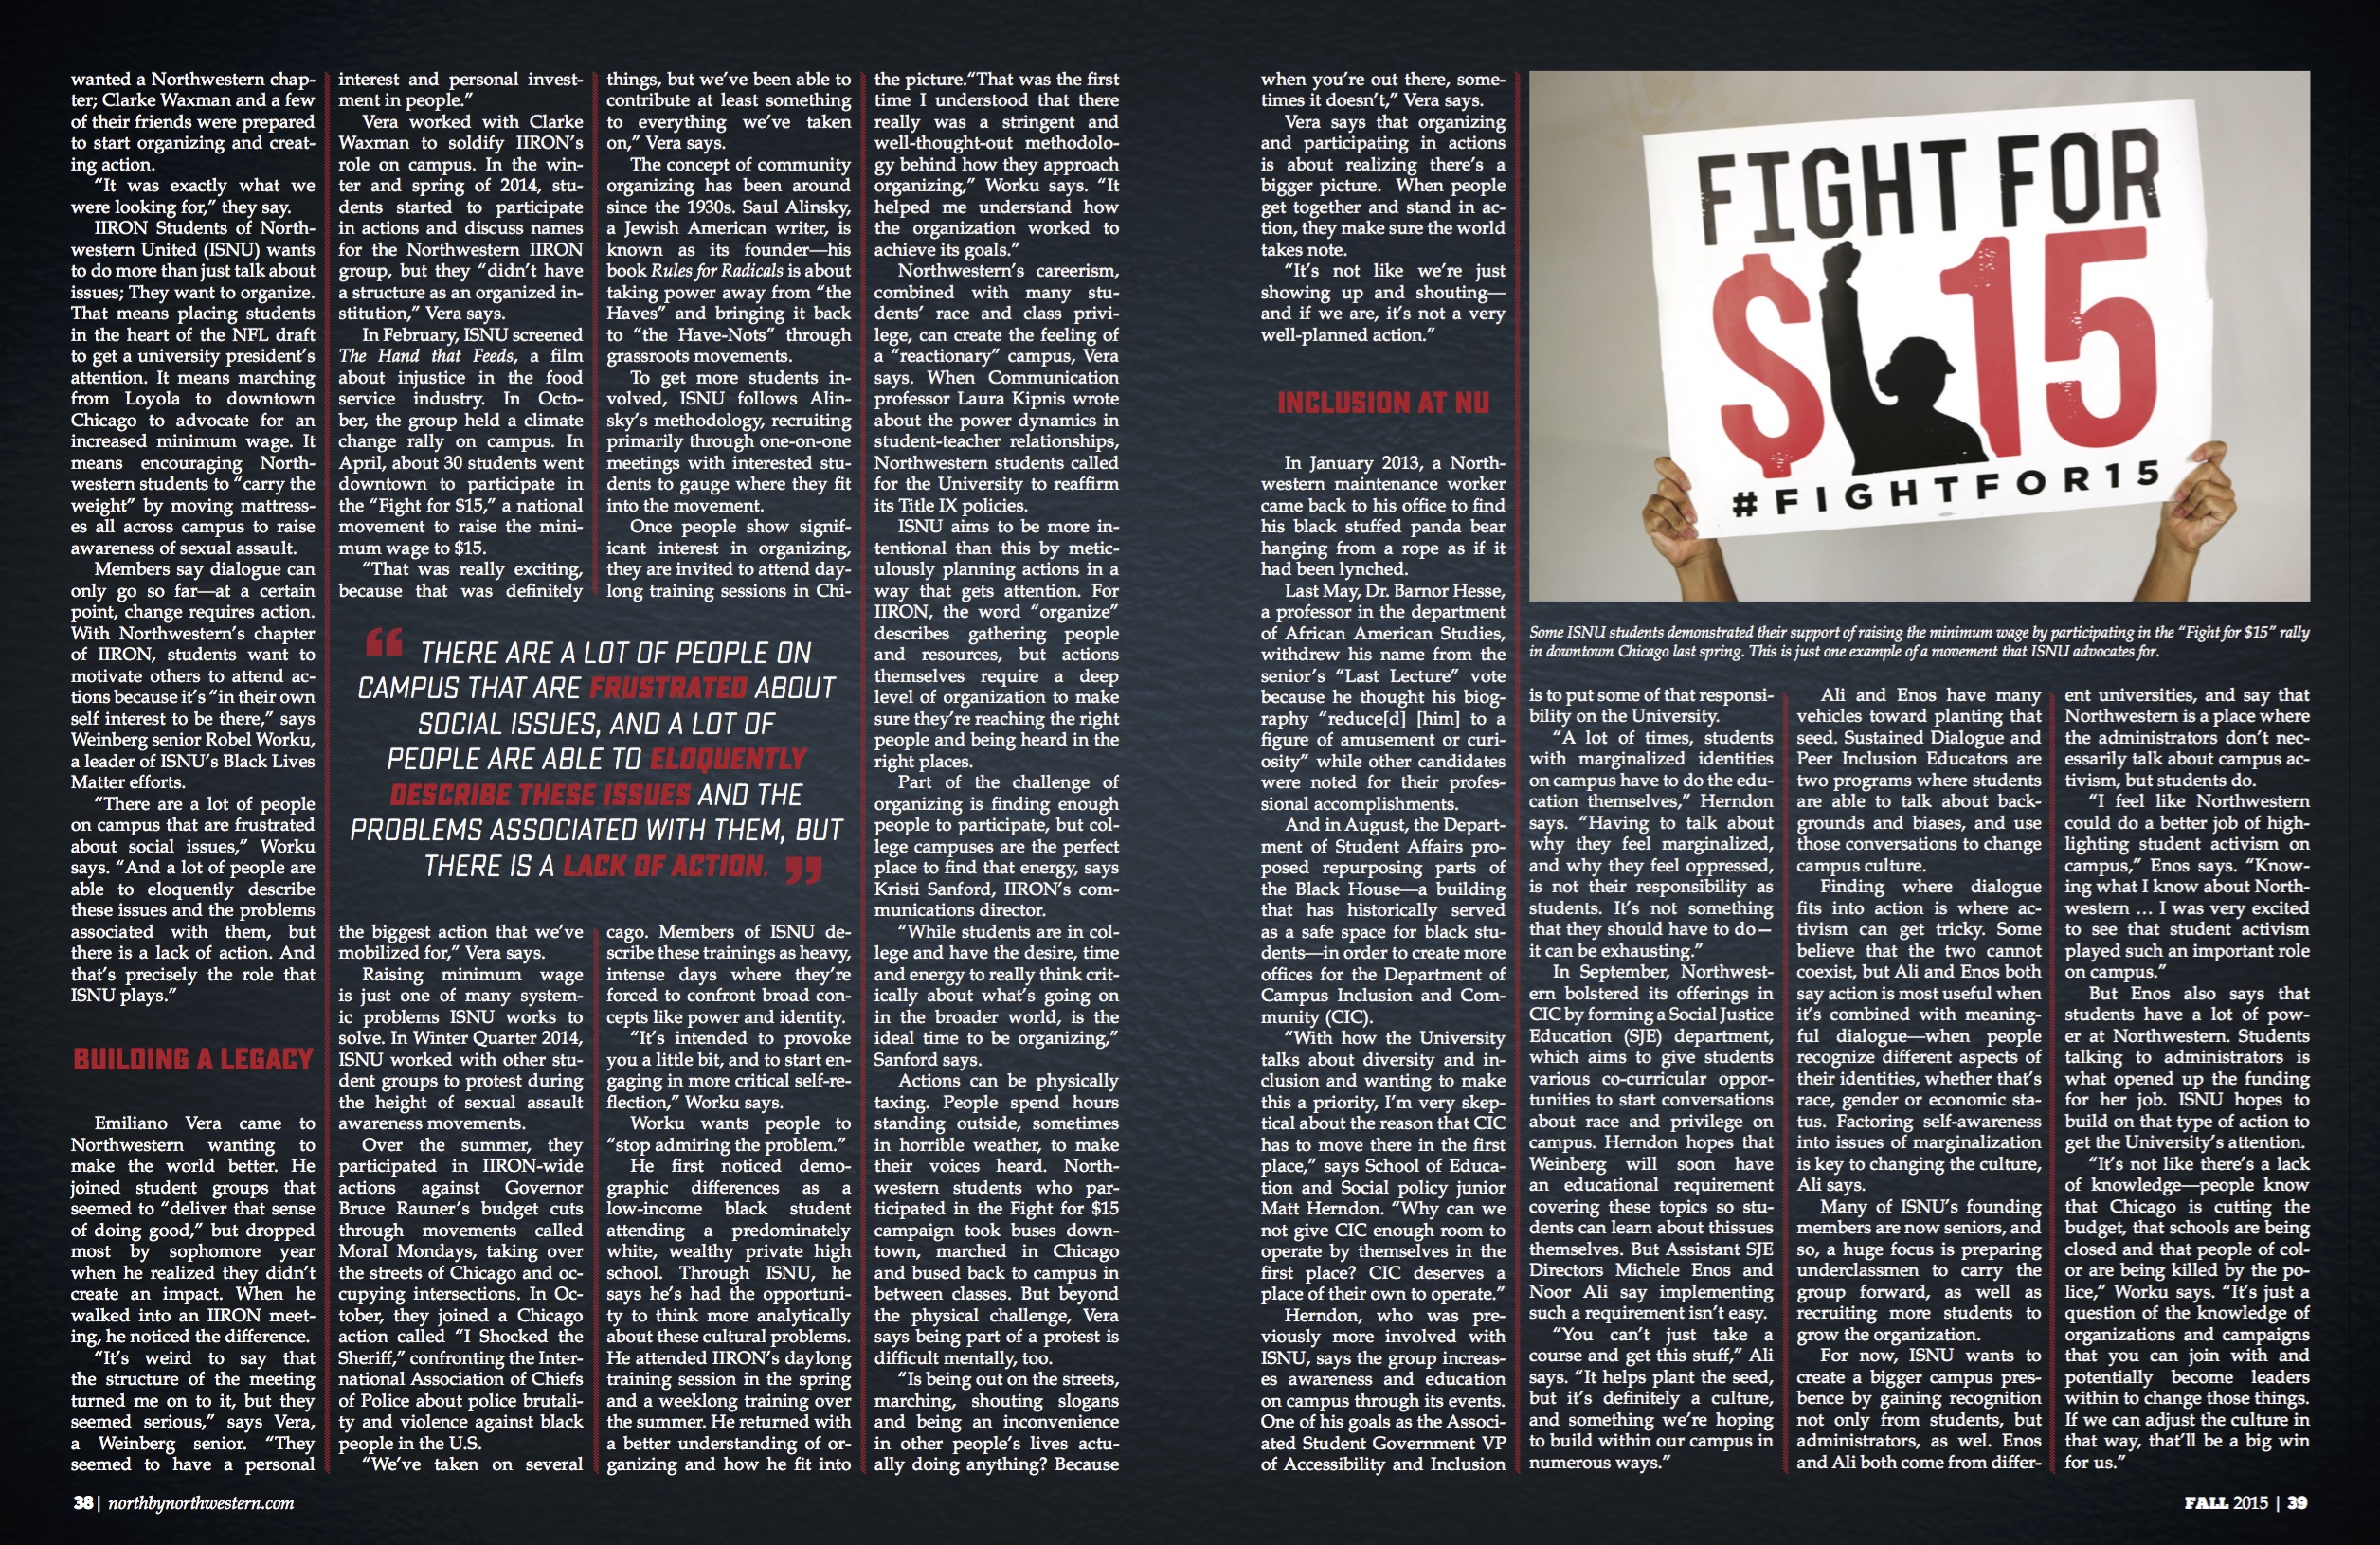 wanted a Northwestern chap-
ter; Clarke Waxman and a few
of their friends were prepared
to start organizing and creat-
ing action.
“It was exactly what we
were looking for,” they say.
IIRON Students of North-
western United (ISNU) wants
to do more than just talk about
issues; They want to organize.
That means placing students
in the heart of the NFL draft
to get a university president’s
attention. It means marching
from Loyola to downtown
Chicago to advocate for an
increased minimum wage. It
means encouraging North-
western students to “carry the
weight” by moving mattress-
es all across campus to raise
awareness of sexual assault.
Members say dialogue can
only go so far—at a certain
point, change requires action.
With Northwestern’s chapter
of IIRON, students want to
motivate others to attend ac-
tions because it’s “in their own
self interest to be there,” says
Weinberg senior Robel Worku,
a leader of ISNU’s Black Lives
Matter efforts.
“There are a lot of people
on campus that are frustrated
about social issues,” Worku
says. “And a lot of people are
able to eloquently describe
these issues and the problems
associated with them, but
there is a lack of action. And
that’s precisely the role that
ISNU plays.”
BUILDING A LEGACY
Emiliano Vera came to
Northwestern wanting to
make the world better. He
joined student groups that
seemed to “deliver that sense
of doing good,” but dropped
most by sophomore year
when he realized they didn’t
create an impact. When he
walked into an IIRON meet-
ing, he noticed the difference.
“It’s weird to say that
the structure of the meeting
turned me on to it, but they
seemed serious,” says Vera,
a Weinberg senior. “They
seemed to have a personal
interest and personal invest-
ment in people.”
Vera worked with Clarke
Waxman to soldify IIRON’s
role on campus. In the win-
ter and spring of 2014, stu-
dents started to participate
in actions and discuss names
for the Northwestern IIRON
group, but they “didn’t have
a structure as an organized in-
stitution,” Vera says.
In February, ISNU screened
The Hand that Feeds, a film
about injustice in the food
service industry. In Octo-
ber, the group held a climate
change rally on campus. In
April, about 30 students went
downtown to participate in
the “Fight for $15,” a national
movement to raise the mini-
mum wage to $15.
“That was really exciting,
because that was definitely
the biggest action that we’ve
mobilized for,” Vera says.
Raising minimum wage
is just one of many system-
ic problems ISNU works to
solve. In Winter Quarter 2014,
ISNU worked with other stu-
dent groups to protest during
the height of sexual assault
awareness movements.
Over the summer, they
participated in IIRON-wide
actions against Governor
Bruce Rauner’s budget cuts
through movements called
Moral Mondays, taking over
the streets of Chicago and oc-
cupying intersections. In Oc-
tober, they joined a Chicago
action called “I Shocked the
Sheriff,” confronting the Inter-
national Association of Chiefs
of Police about police brutali-
ty and violence against black
people in the U.S.
“We’ve taken on several
things, but we’ve been able to
contribute at least something
to everything we’ve taken
on,” Vera says.
The concept of community
organizing has been around
since the 1930s. Saul Alinsky,
a Jewish American writer, is
known as its founder—his
book Rules for Radicals is about
taking power away from “the
Haves” and bringing it back
to “the Have-Nots” through
grassroots movements.
To get more students in-
volved, ISNU follows Alin-
sky’s methodology, recruiting
primarily through one-on-one
meetings with interested stu-
dents to gauge where they fit
into the movement.
Once people show signif-
icant interest in organizing,
they are invited to attend day-
long training sessions in Chi-
“ THERE ARE A LOT OF PEOPLE ON
CAMPUS THAT ARE FRUSTRATED ABOUT
SOCIAL ISSUES, AND A LOT OF
PEOPLE ARE ABLE TO ELOQUENTLY
DESCRIBE THESE ISSUES AND THE
PROBLEMS ASSOCIATED WITH THEM, BUT
THERE IS A LACK OF ACTION. ”
cago. Members of ISNU de-
scribe these trainings as heavy,
intense days where they’re
forced to confront broad con-
cepts like power and identity.
“It’s intended to provoke
you a little bit, and to start en-
gaging in more critical self-re-
flection,” Worku says.
Worku wants people to
“stop admiring the problem.”
He first noticed demo-
graphic differences as a
low-income black student
attending a predominately
white, wealthy private high
school. Through ISNU, he
says he’s had the opportuni-
ty to think more analytically
about these cultural problems.
He attended IIRON’s daylong
training session in the spring
and a weeklong training over
the summer. He returned with
a better understanding of or-
ganizing and how he fit into
the picture.“That was the first
time I understood that there
really was a stringent and
well-thought-out methodolo-
gy behind how they approach
organizing,” Worku says. “It
helped me understand how
the organization worked to
achieve its goals.”
Northwestern’s careerism,
combined with many stu-
dents’ race and class privi-
lege, can create the feeling of
a “reactionary” campus, Vera
says. When Communication
professor Laura Kipnis wrote
about the power dynamics in
student-teacher relationships,
Northwestern students called
for the University to reaffirm
its Title IX policies.
ISNU aims to be more in-
tentional than this by metic-
ulously planning actions in a
way that gets attention. For
IIRON, the word “organize”
describes gathering people
and resources, but actions
themselves require a deep
level of organization to make
sure they’re reaching the right
people and being heard in the
right places.
Part of the challenge of
organizing is finding enough
people to participate, but col-
lege campuses are the perfect
place to find that energy, says
Kristi Sanford, IIRON’s com-
munications director.
“While students are in col-
lege and have the desire, time
and energy to really think crit-
ically about what’s going on
in the broader world, is the
ideal time to be organizing,”
Sanford says.
Actions can be physically
taxing. People spend hours
standing outside, sometimes
in horrible weather, to make
their voices heard. North-
western students who par-
ticipated in the Fight for $15
campaign took buses down-
town, marched in Chicago
and bused back to campus in
between classes. But beyond
the physical challenge, Vera
says being part of a protest is
difficult mentally, too.
“Is being out on the streets,
marching, shouting slogans
and being an inconvenience
in other people’s lives actu-
ally doing anything? Because
38| northbynorthwestern.com
when you’re out there, some-
times it doesn’t,” Vera says.
Vera says that organizing
and participating in actions
is about realizing there’s a
bigger picture. When people
get together and stand in ac-
tion, they make sure the world
takes note.
“It’s not like we’re just
showing up and shouting—
and if we are, it’s not a very
well-planned action.”
INCLUSION AT NU
In January 2013, a North-
western maintenance worker
came back to his office to find
his black stuffed panda bear
hanging from a rope as if it
had been lynched.
Last May, Dr. Barnor Hesse,
a professor in the department
of African American Studies,
withdrew his name from the
senior’s “Last Lecture” vote
because he thought his biog-
raphy “reduce[d] [him] to a
figure of amusement or curi-
osity” while other candidates
were noted for their profes-
sional accomplishments.
And in August, the Depart-
ment of Student Affairs pro-
posed repurposing parts of
the Black House—a building
that has historically served
as a safe space for black stu-
dents—in order to create more
offices for the Department of
Campus Inclusion and Com-
munity (CIC).
“With how the University
talks about diversity and in-
clusion and wanting to make
this a priority, I’m very skep-
tical about the reason that CIC
has to move there in the first
place,” says School of Educa-
tion and Social policy junior
Matt Herndon. “Why can we
not give CIC enough room to
operate by themselves in the
first place? CIC deserves a
place of their own to operate.”
Herndon, who was pre-
viously more involved with
ISNU, says the group increas-
es awareness and education
on campus through its events.
One of his goals as the Associ-
ated Student Government VP
of Accessibility and Inclusion
FIGHT FOR
$15
#FIGHTFOR15
Some ISNU students demonstrated their support of raising the minimum wage by participating in the “Fight for $15” rally
in downtown Chicago last spring. This is just one example of a movement that ISNU advocates for.
is to put some of that responsi-
bility on the University.
“A lot of times, students
with marginalized identities
on campus have to do the edu-
cation themselves,” Herndon
says. “Having to talk about
why they feel marginalized,
and why they feel oppressed,
is not their responsibility as
students. It’s not something
that they should have to do—
it can be exhausting.”
In September, Northwest-
ern bolstered its offerings in
CIC by forming a Social Justice
Education (SJE) department,
which aims to give students
various co-curricular oppor-
tunities to start conversations
about race and privilege on
campus. Herndon hopes that
Weinberg will soon have
an educational requirement
covering these topics so stu-
dents can learn about thissues
themselves. But Assistant SJE
Directors Michele Enos and
Noor Ali say implementing
such a requirement isn’t easy.
“You can’t just take a
course and get this stuff,” Ali
says. “It helps plant the seed,
but it’s definitely a culture,
and something we’re hoping
to build within our campus in
numerous ways.”
Ali and Enos have many
vehicles toward planting that
seed. Sustained Dialogue and
Peer Inclusion Educators are
two programs where students
are able to talk about back-
grounds and biases, and use
those conversations to change
campus culture.
Finding where dialogue
fits into action is where ac-
tivism can get tricky. Some
believe that the two cannot
coexist, but Ali and Enos both
say action is most useful when
it’s combined with meaning-
ful dialogue—when people
recognize different aspects of
their identities, whether that’s
race, gender or economic sta-
tus. Factoring self-awareness
into issues of marginalization
is key to changing the culture,
Ali says.
Many of ISNU’s founding
members are now seniors, and
so, a huge focus is preparing
underclassmen to carry the
group forward, as well as
recruiting more students to
grow the organization.
For now, ISNU wants to
create a bigger campus pres-
bence by gaining recognition
not only from students, but
administrators, as wel. Enos
and Ali both come from differ-
ent universities, and say that
Northwestern is a place where
the administrators don’t nec-
essarily talk about campus ac-
tivism, but students do.
“I feel like Northwestern
could do a better job of high-
lighting student activism on
campus,” Enos says. “Know-
ing what I know about North-
western ... I was very excited
to see that student activism
played such an important role
on campus.”
But Enos also says that
students have a lot of pow-
er at Northwestern. Students
talking to administrators is
what opened up the funding
for her job. ISNU hopes to
build on that type of action to
get the University’s attention.
“It’s not like there’s a lack
of knowledge—people know
that Chicago is cutting the
budget, that schools are being
closed and that people of col-
or are being killed by the po-
lice,” Worku says. “It’s just a
question of the knowledge of
organizations and campaigns
that you can join with and
potentially become leaders
within to change those things.
If we can adjust the culture in
that way, that’ll be a big win
for us.”
FALL 2015 | 39